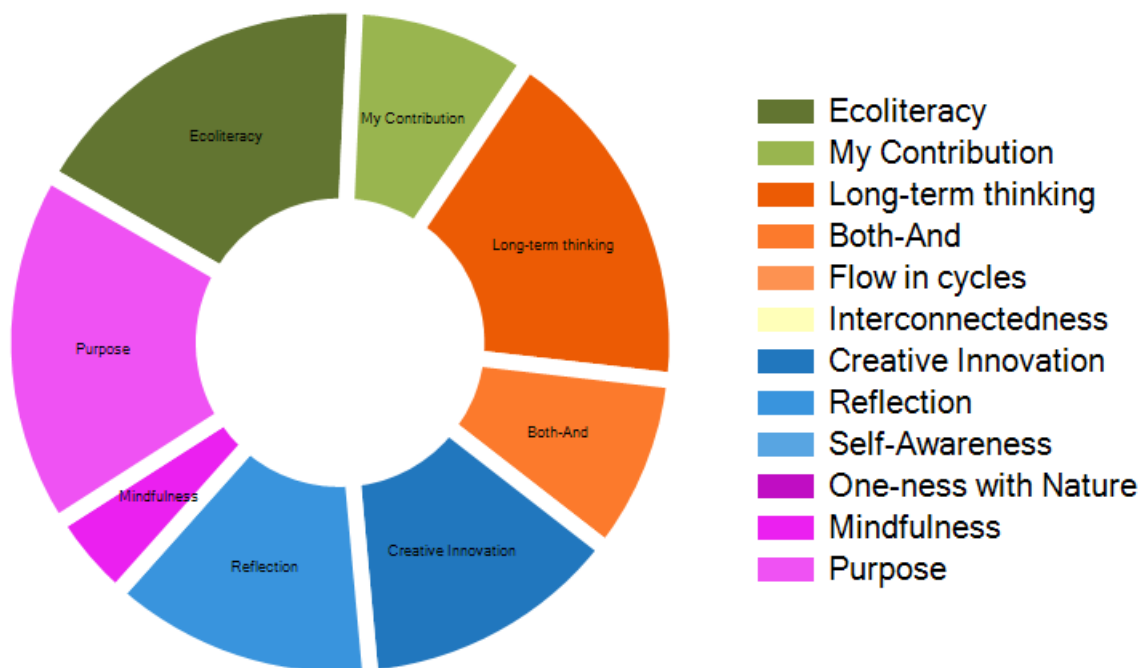 Ecoliteracy
My Contribution
Long-term thinking
Both-And
Creative Innovation
Reflection
Mindfulness
Purpose
Ecoliteracy
My Contribution
Long-term thinking
Both-And
Flow in cycles
Interconnectedness
Creative Innovation
Reflection
Self-Awareness
One-ness with Nature
Mindfulness
Purpose